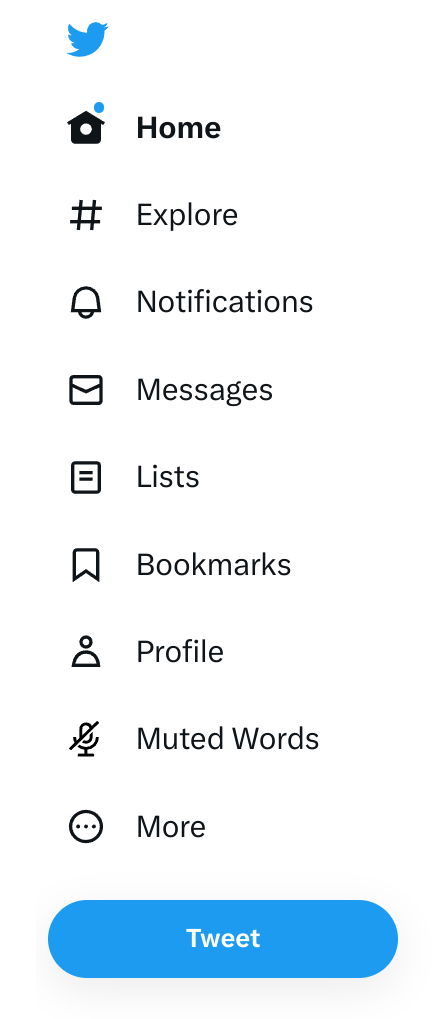 Home
Explore
Notifications
Messages
Lists
Bookmarks
Profile
Muted Words
More
Tweet